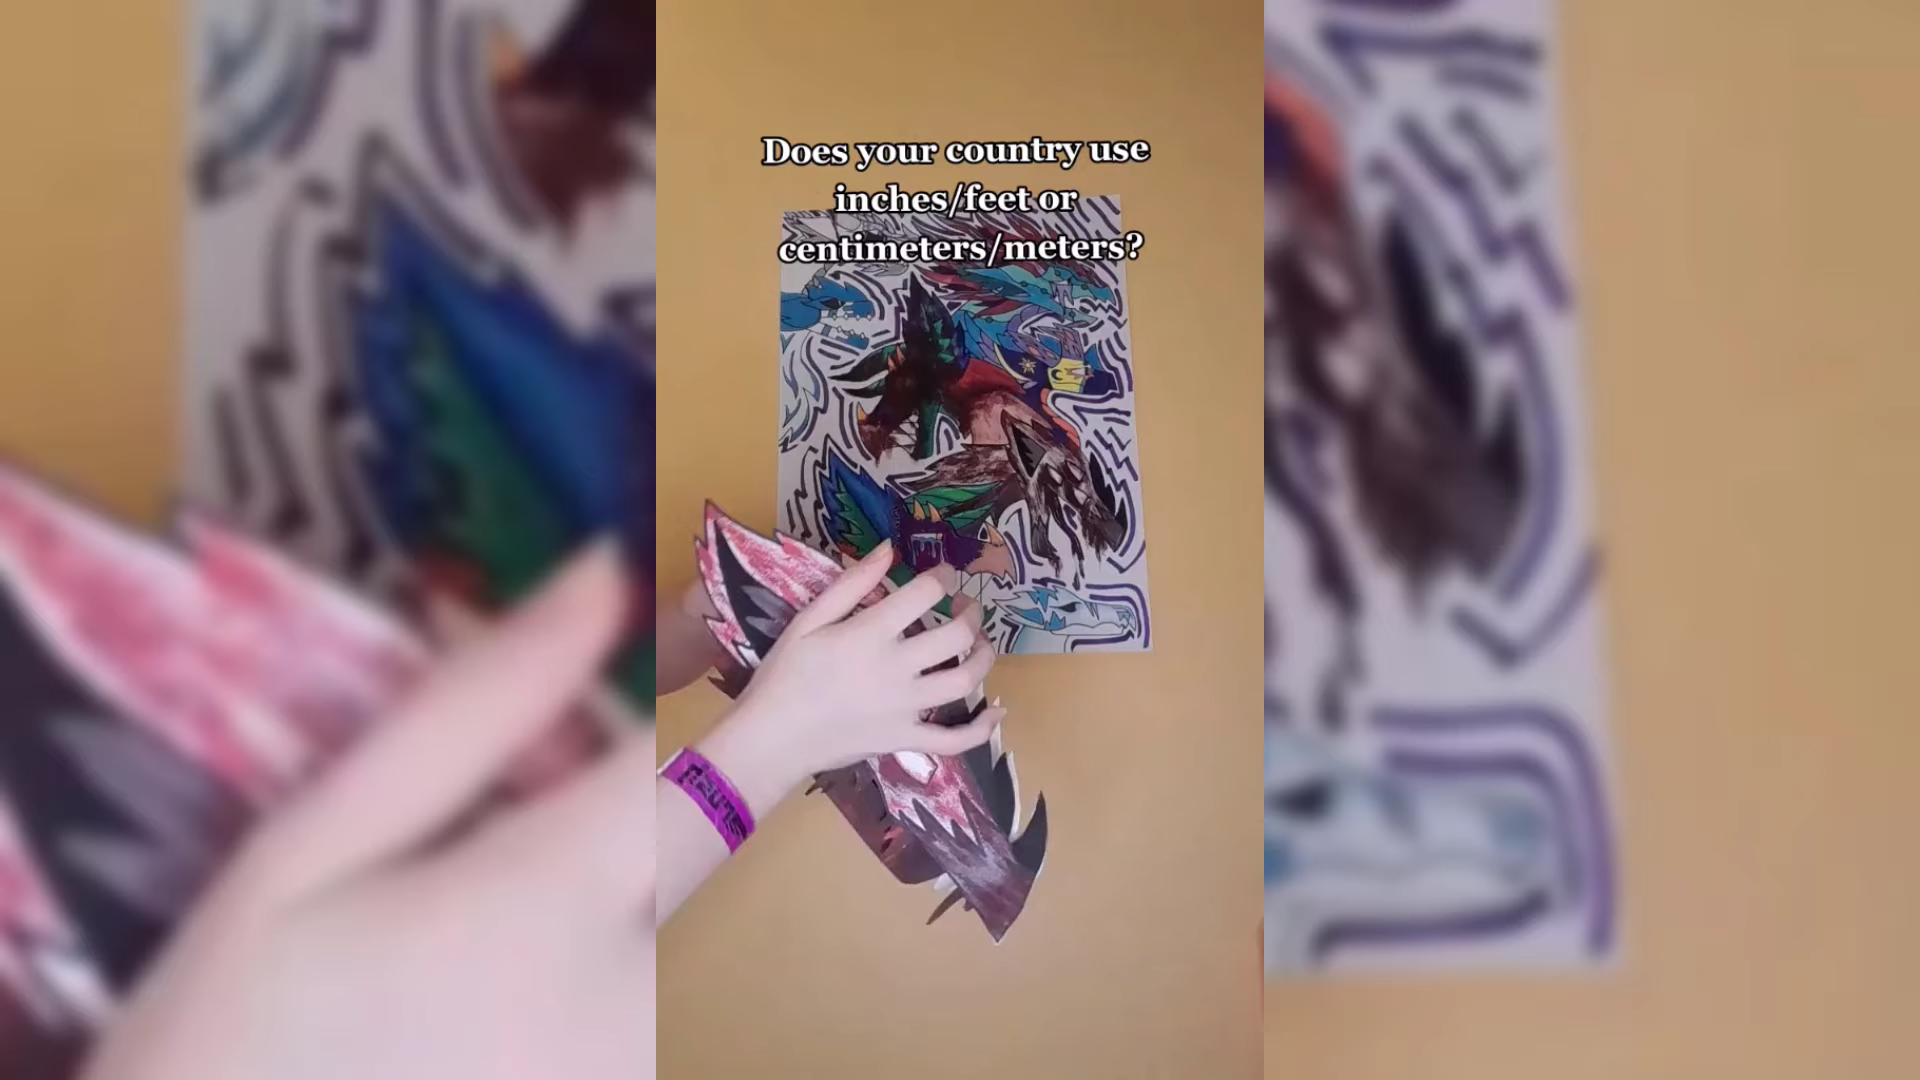 Does your country use
inches/feet or
centimeters/meters?